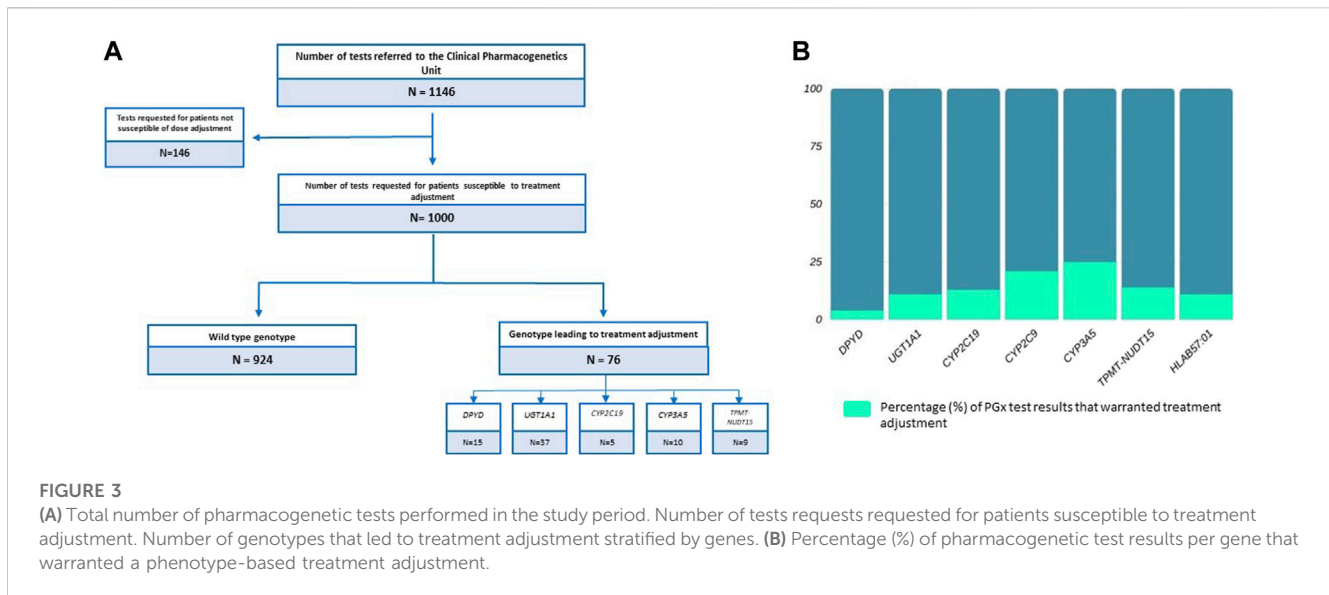 A
Number of tests referred to the Clinical Pharmacogenetics
Unit
N = 1146
Tests requested for patients not
susceptible of dose adjustment
N=146
Number of tests requested for patients susceptible to treatment
adjustment
N= 1000
Wild type genotype
N = 924
Genotype leading to treatment adjustment
N = 76
DPYD
N=15
UGT1A1
N=37
CYP2C19
N=5
CYP3A5
N=10
TPMT-
NUDT15
N=9
B
100
75
50
25
0
DPYD
UGT1A1
CYP2C19
CYP2C9
CYP3A5
TPMT-NUDT15
HLAB57:01
Percentage (%) of PGx test results that warranted treatment
adjustment
FIGURE 3
(A) Total number of pharmacogenetic tests performed in the study period. Number of tests requests requested for patients susceptible to treatment
adjustment. Number of genotypes that led to treatment adjustment stratified by genes. (B) Percentage (%) of pharmacogenetic test results per gene that
warranted a phenotype-based treatment adjustment.